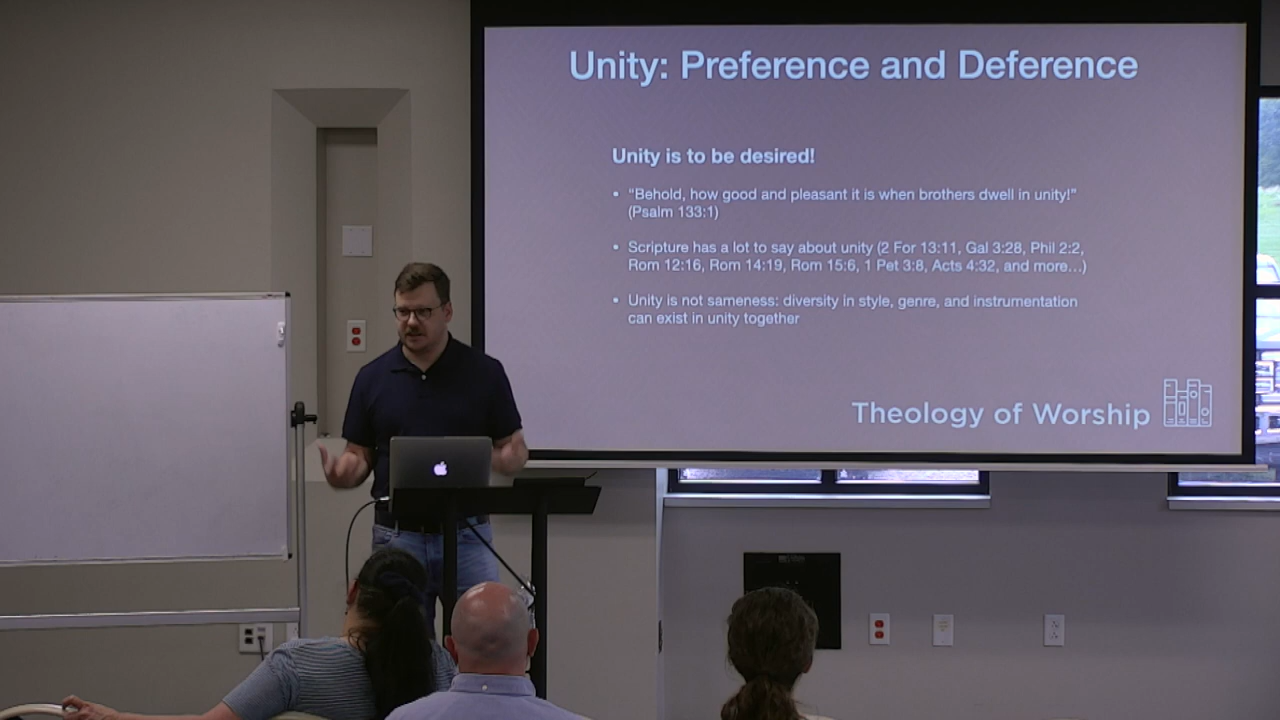 Unity: Preference and Deference
Unity is to be desired!
• “Behold, how good and pleasant it is when brothers dwell in unity!”
(Psalm 133:1)
• Scripture has a lot to say about unity (2 For 13:11, Gal 3:28, Phil 2:2,
Rom 12:16, Rom 14:19, Rom 15:6, 1 Pet 3:8, Acts 4:32, and more…)
• Unity is not sameness: diversity in style, genre, and instrumentation
can exist in unity together
Theology of Worship